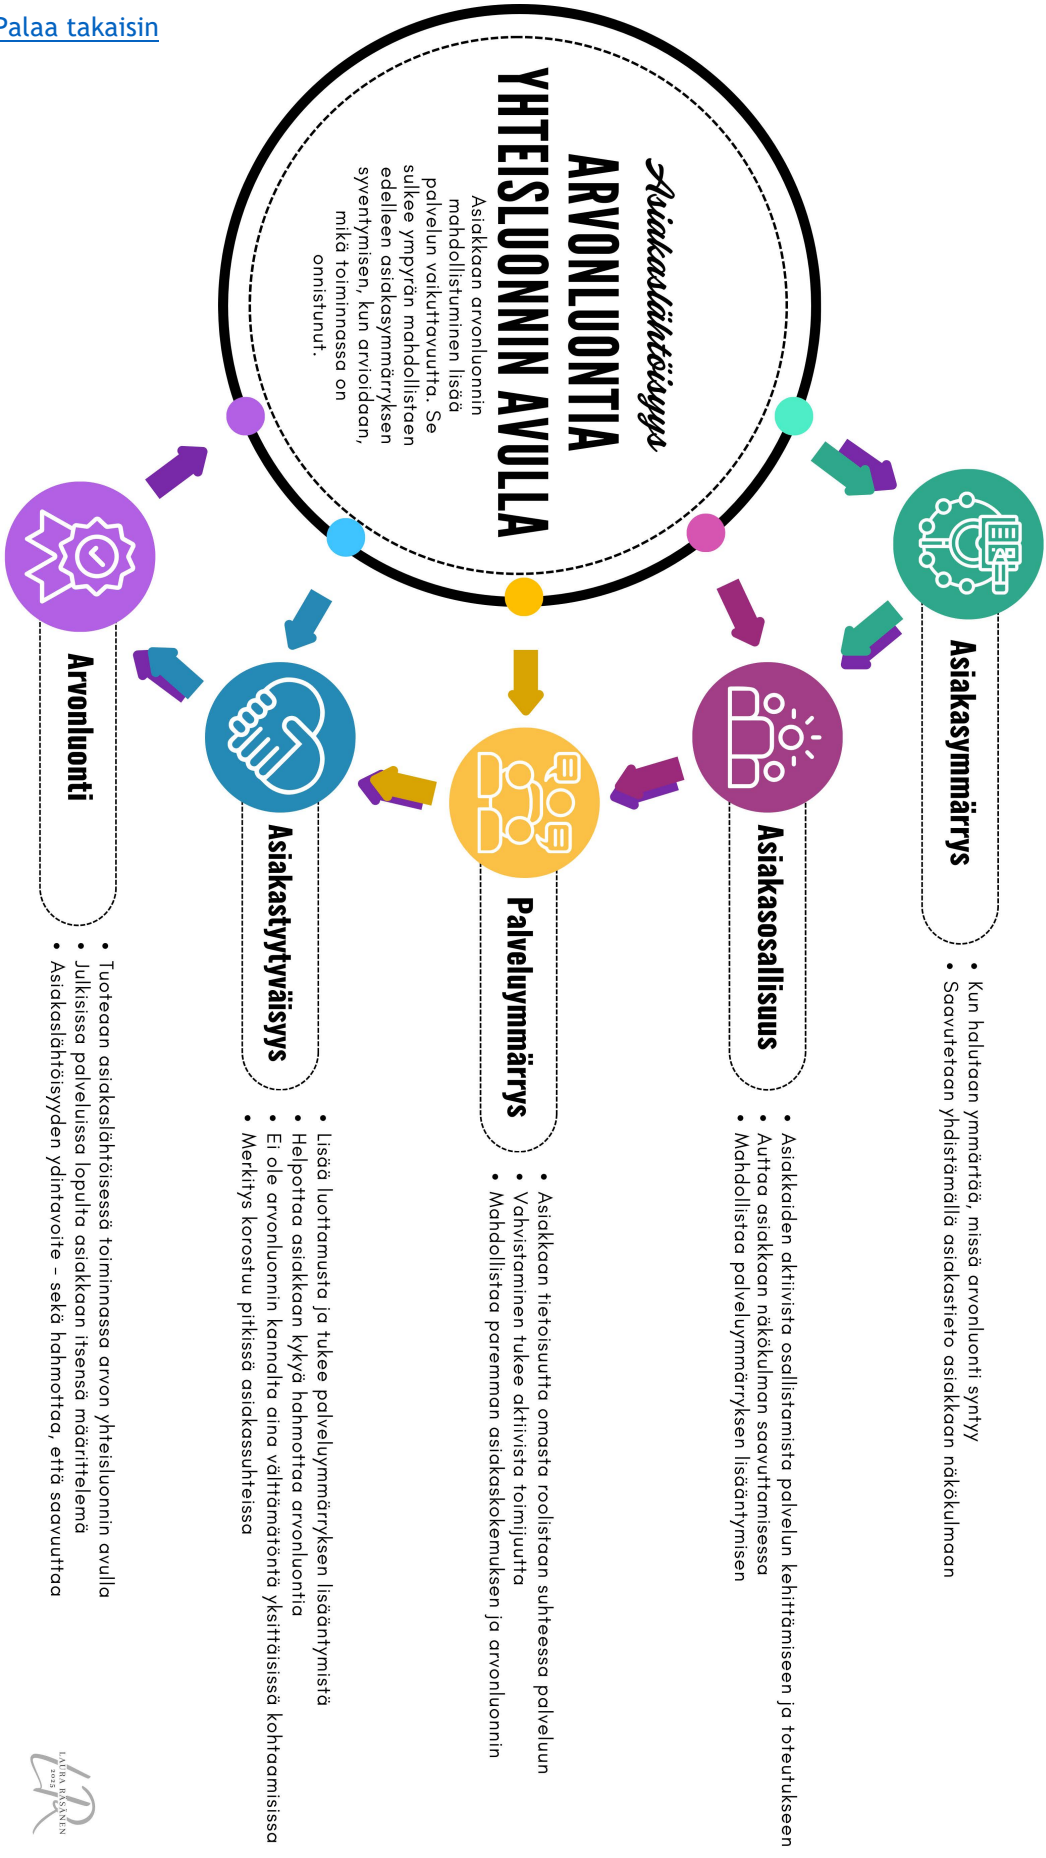 Palaa takaisin
Asiakaslähtöisyys
ARVONLUONTIA
YHTEISLUONNIN AVULLA
Asiakkaan arvonluonnin
mahdollistuminen lisää
palvelun vaikuttavuutta. Se
sulkee ympyrän mahdollistaen
edelleen asiakasymmärryksen
syventymisen, kun arvioidaan,
mikä toiminnassa on
onnistunut.
Asiakasymmärrys
• Kun halutaan ymmärtää, missä arvonluonti syntyy
• Saavutetaan yhdistämällä asiakastieto asiakkaan näkökulmaan
Asiakasosallisuus
• Asiakkaiden aktiivista osallistamista palvelun kehittämiseen ja toteutukseen
• Auttaa asiakkaan näkökulman saavuttamisessa
• Mahdollistaa palveluymmärryksen lisääntymisen
Palveluymmärrys
• Asiakkaan tietoisuutta omasta roolistaan suhteessa palveluun
• Vahvistaminen tukee aktiivista toimijuutta
• Mahdollistaa paremman asiakaskokemuksen ja arvonluonnin
Asiakastyytyväisyys
• Lisää luottamusta ja tukee palveluymmärryksen lisääntymistä
• Helpottaa asiakkaan kykyä hahmottaa arvonluontia
• Ei ole arvonluonnin kannalta aina välttämätöntä yksittäisissä kohtaamisissa
• Merkitys korostuu pitkissä asiakassuhteissa
Arvonluonti
• Tuotetaan asiakaslähtöisessä toiminnassa arvon yhteisluonnin avulla
• Julkisissa palveluissa lopulta asiakkaan itsensä määrittelemä
• Asiakaslähtöisyyden ydintavoite – sekä hahmottaa, että saavuttaa
LR
LAURA RÄSÄNEN
2025